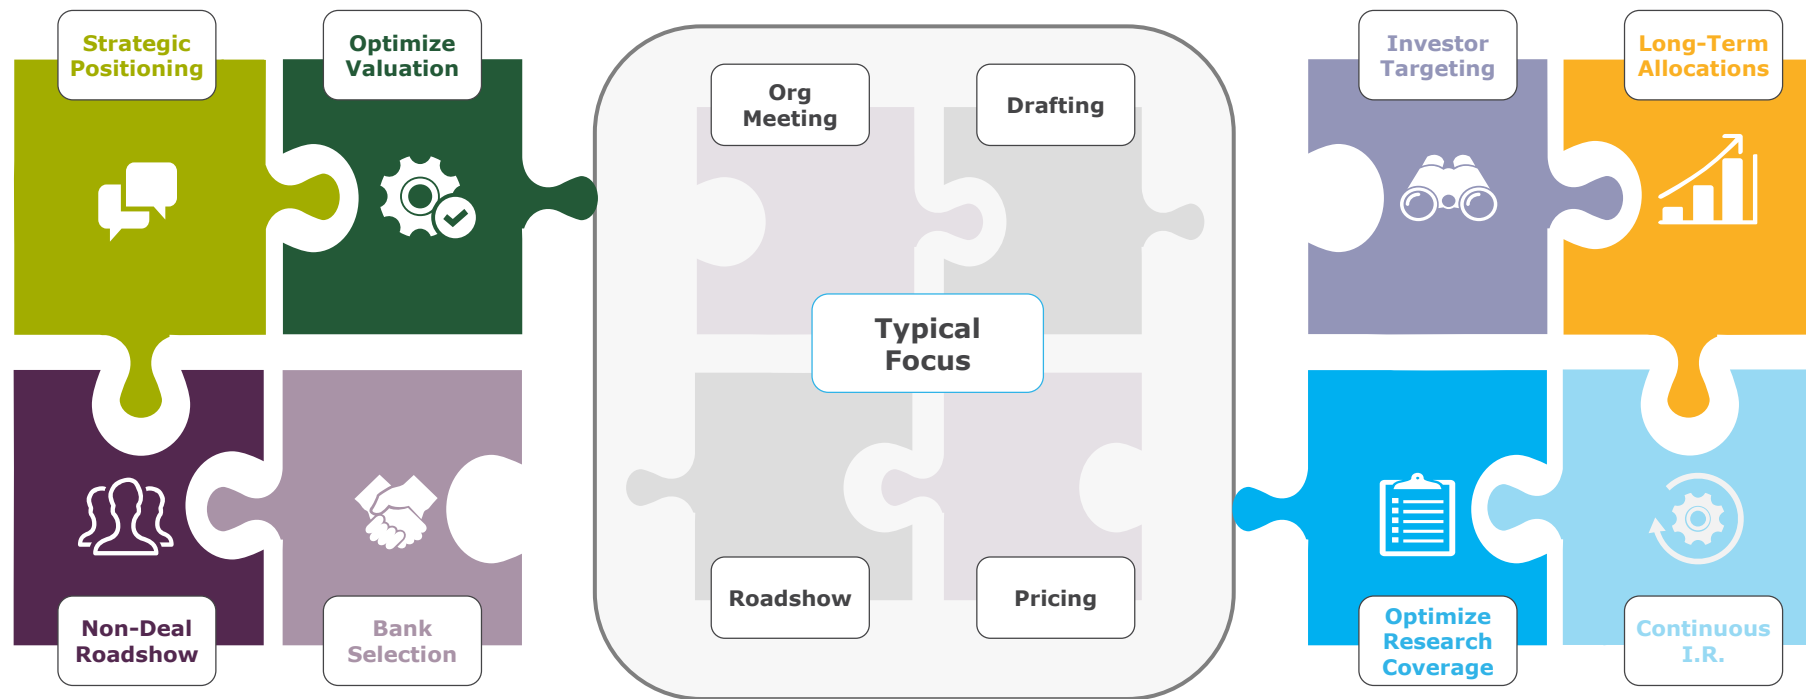 Strategic
Positioning
Optimize
Valuation
Org
Meeting
Drafting
Investor
Targeting
Long-Term
Allocations
Typical
Focus
Non-Deal
Roadshow
Bank
Selection
Roadshow
Pricing
Optimize
Research
Coverage
Continuous
I.R.